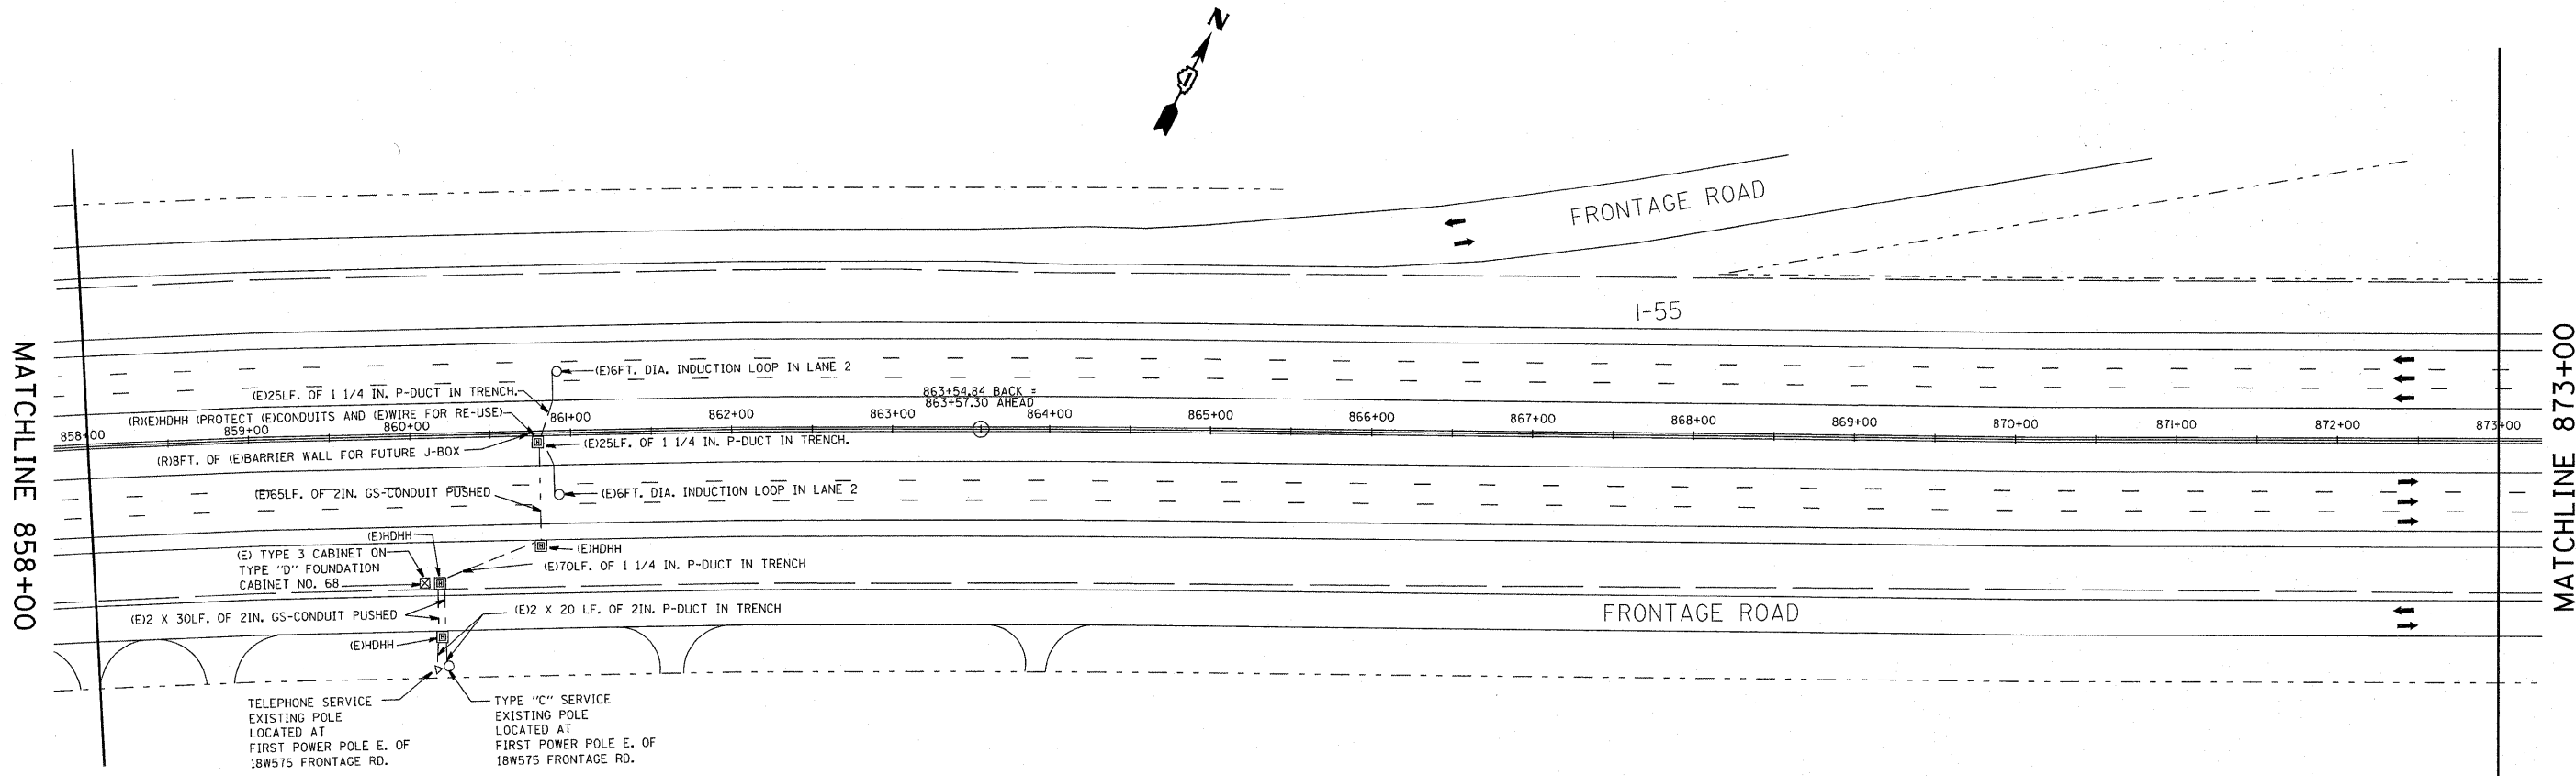 N
FRONTAGE ROAD
I-55
MATCHLINE 858+00
MATCHLINE 873+00
(E)6FT. DIA. INDUCTION LOOP IN LANE 2
(E)25LF. OF 1 1/4 IN. P-DUCT IN TRENCH.
863+54.84 BACK =
863+57.30 AHEAD
(R)(E)HDHH (PROTECT (E)CONDUITS AND (E)WIRE FOR RE-USE)
858+00
859+00
860+00
861+00
862+00
863+00
864+00
865+00
866+00
867+00
868+00
869+00
870+00
871+00
872+00
873+00
(E)25LF. OF 1 1/4 IN. P-DUCT IN TRENCH.
(R)8FT. OF (E)BARRIER WALL FOR FUTURE J-BOX
(E)65LF. OF 2IN. GS-CONDUIT PUSHED
(E)6FT. DIA. INDUCTION LOOP IN LANE 2
(E)HDHH
(E)HDHH
(E) TYPE 3 CABINET ON
TYPE "D" FOUNDATION
CABINET NO. 68
(E)70LF. OF 1 1/4 IN. P-DUCT IN TRENCH
(E)2 X 30LF. OF 2IN. GS-CONDUIT PUSHED
(E)2 X 20 LF. OF 2IN. P-DUCT IN TRENCH
FRONTAGE ROAD
(E)HDHH
TELEPHONE SERVICE
EXISTING POLE
LOCATED AT
FIRST POWER POLE E. OF
18W575 FRONTAGE RD.
TYPE "C" SERVICE
EXISTING POLE
LOCATED AT
FIRST POWER POLE E. OF
18W575 FRONTAGE RD.